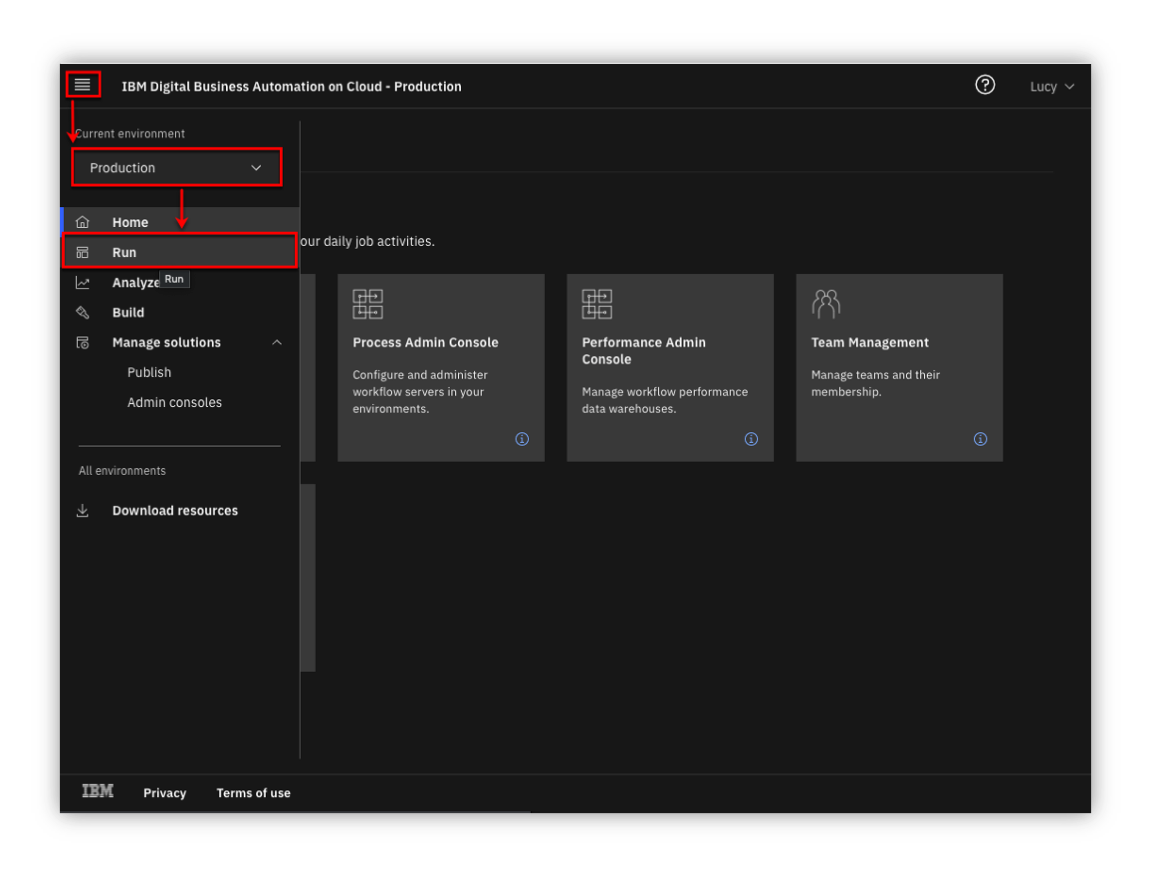 IBM Digital Business Automation on Cloud - Production
Lucy
Current environment
Production
Home
Run
Analyze
Run
Build
Manage solutions
Publish
Admin consoles
All environments
Download resources
our daily job activities.
Process Admin Console
Configure and administer
workflow servers in your
environments.
Performance Admin
Console
Manage workflow performance
data warehouses.
Team Management
Manage teams and their
membership.
IBM
Privacy
Terms of use